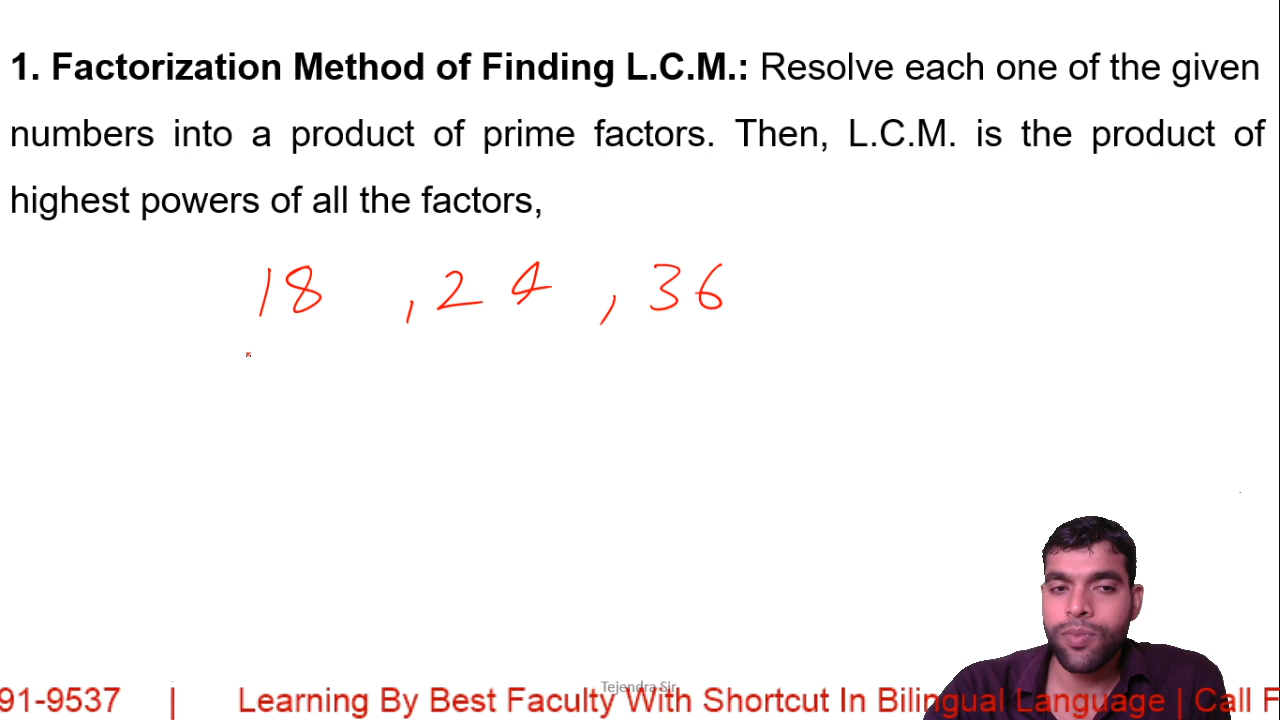 1. Factorization Method of Finding L.C.M.: Resolve each one of the given
numbers into a product of prime factors. Then, L.C.M. is the product of
highest powers of all the factors,
18 , 24 , 36
Tejendra Sir
91-9537 | Learning By Best Faculty With Shortcut In Bilingual Language | Call F